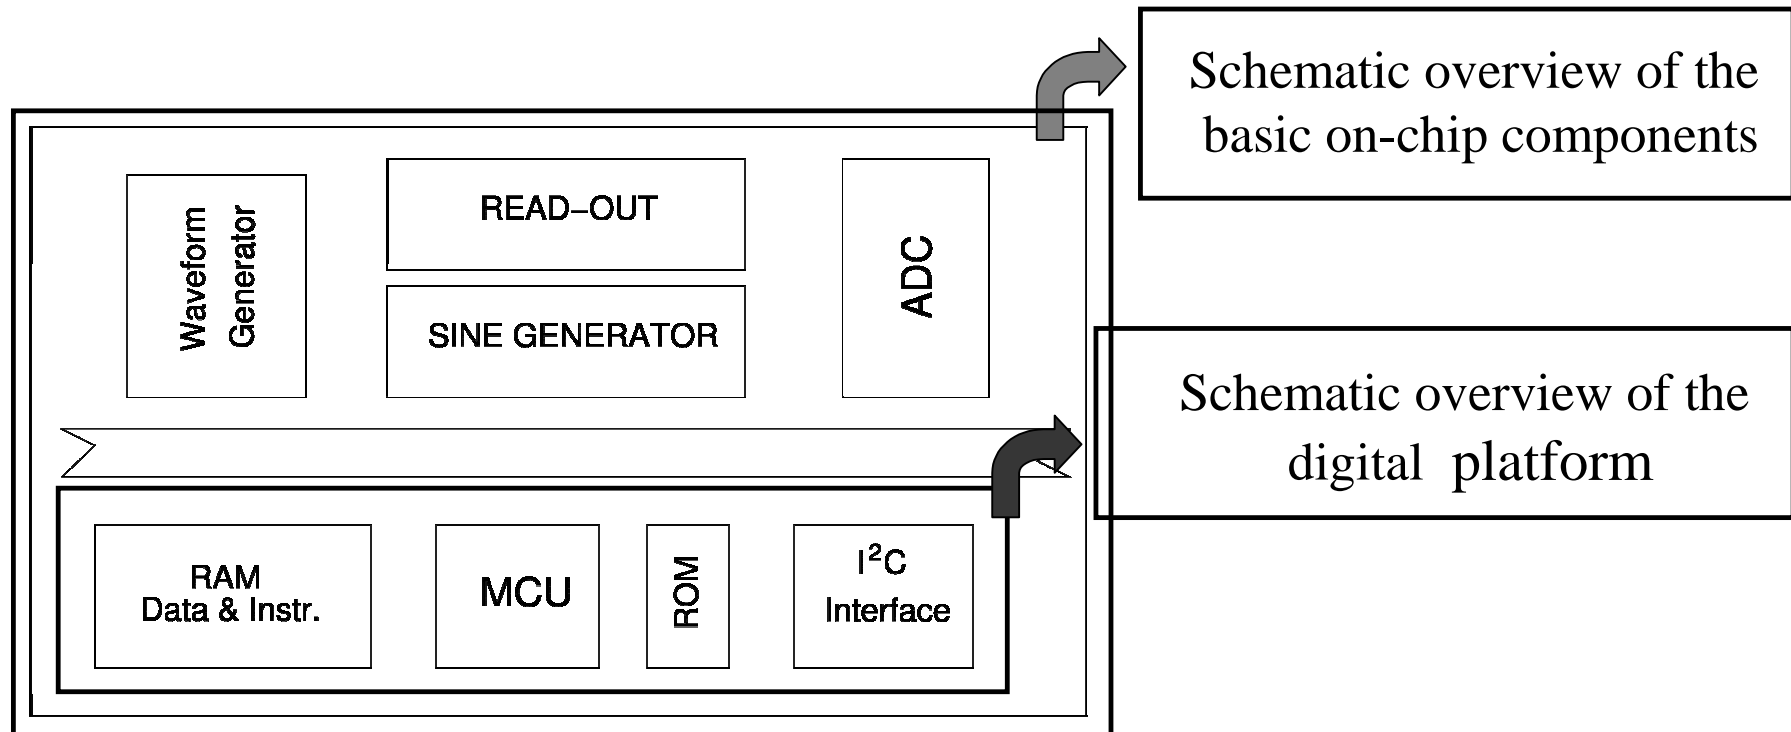 Schematic overview of the
basic on-chip components
Waveform
Generator
READ–OUT
SINE GENERATOR
ADC
Schematic overview of the
digital platform
RAM
Data & Instr.
MCU
ROM
I²C
Interface